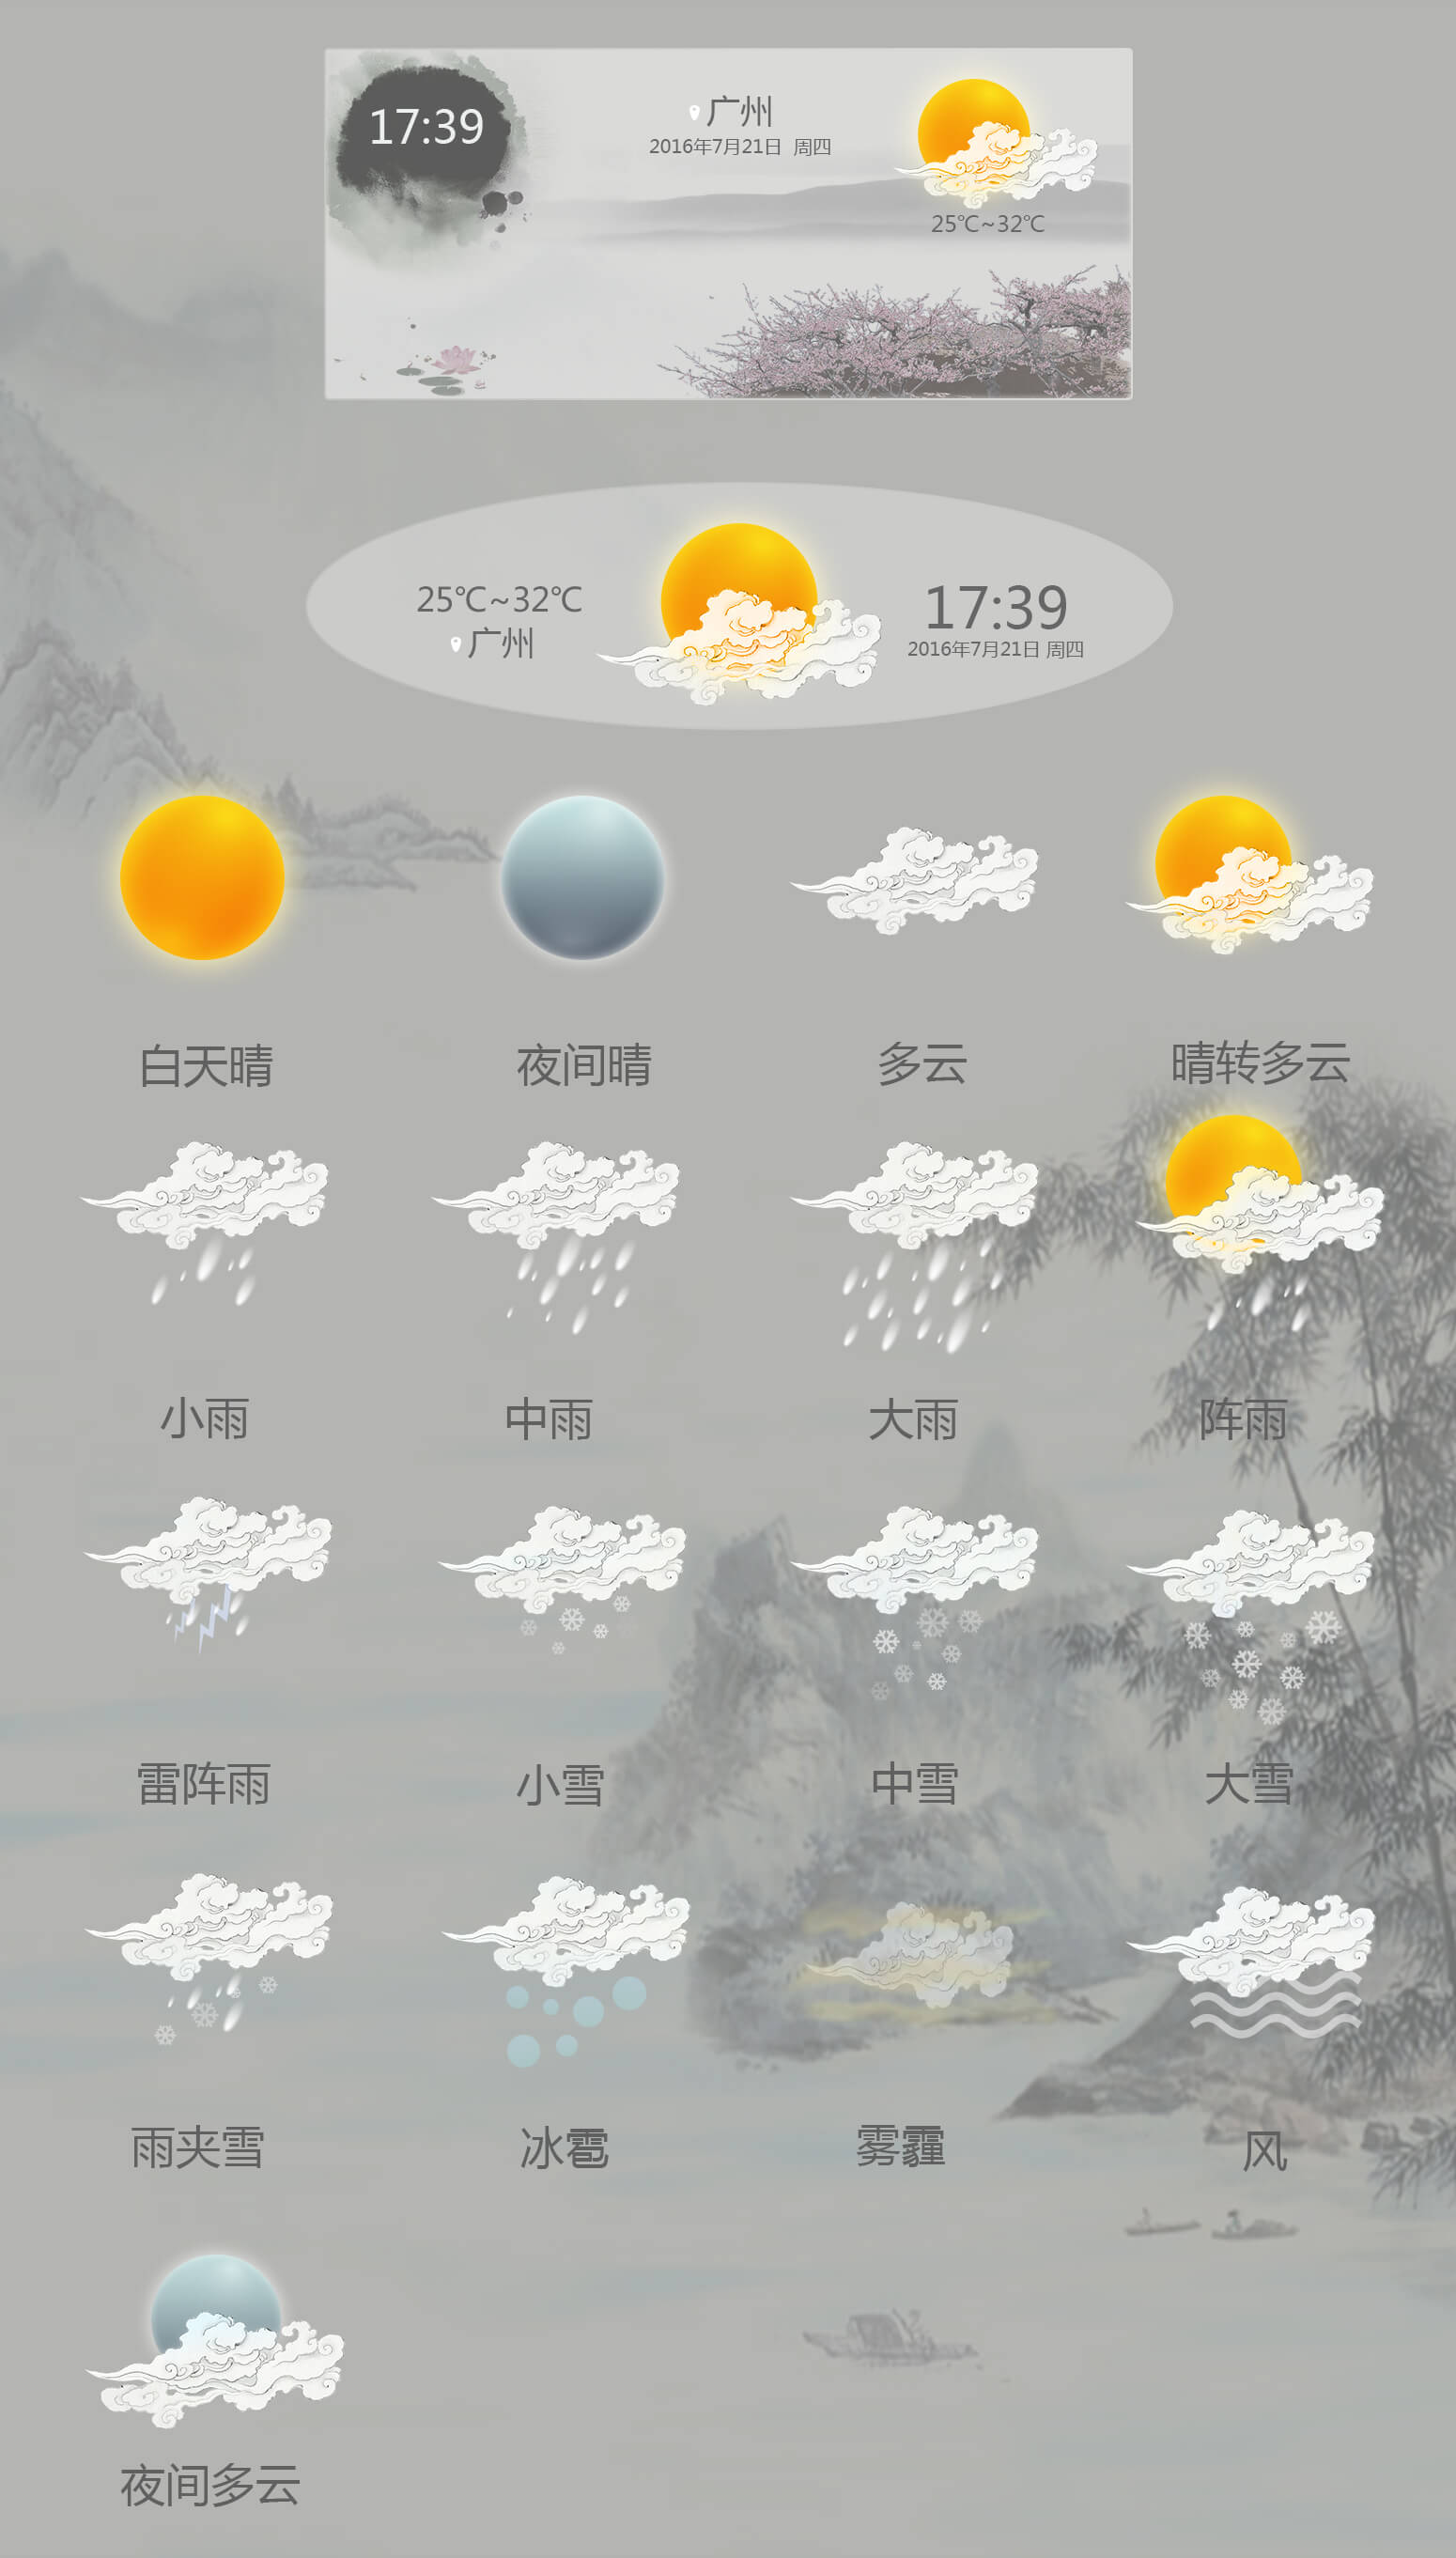 17:39
广州
2016年7月21日 周四
25℃~32℃
25℃~32℃
广州
17:39
2016年7月21日 周四
白天晴
夜间晴
多云
晴转多云
小雨
中雨
大雨
阵雨
雷阵雨
小雪
中雪
大雪
雨夹雪
冰雹
雾霾
风
夜间多云